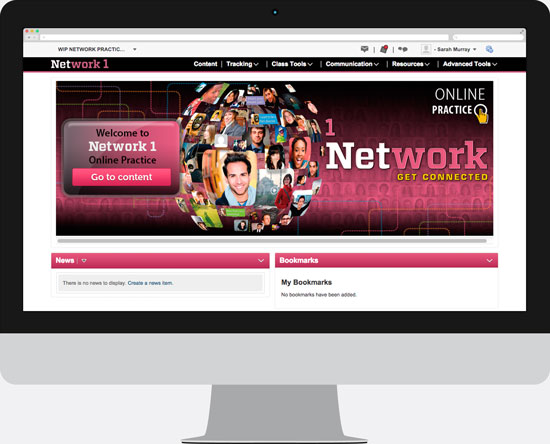 WIP NETWORK PRACTIC...
- Sarah Murray
Network 1
Content Tracking Class Tools Communication Resources Advanced Tools
ONLINE
PRACTICE
Welcome to
Network 1
Online Practice
Go to content
1
Network
GET CONNECTED
News
Bookmarks
There is no news to display. Create a news item.
My Bookmarks
No bookmarks have been added.